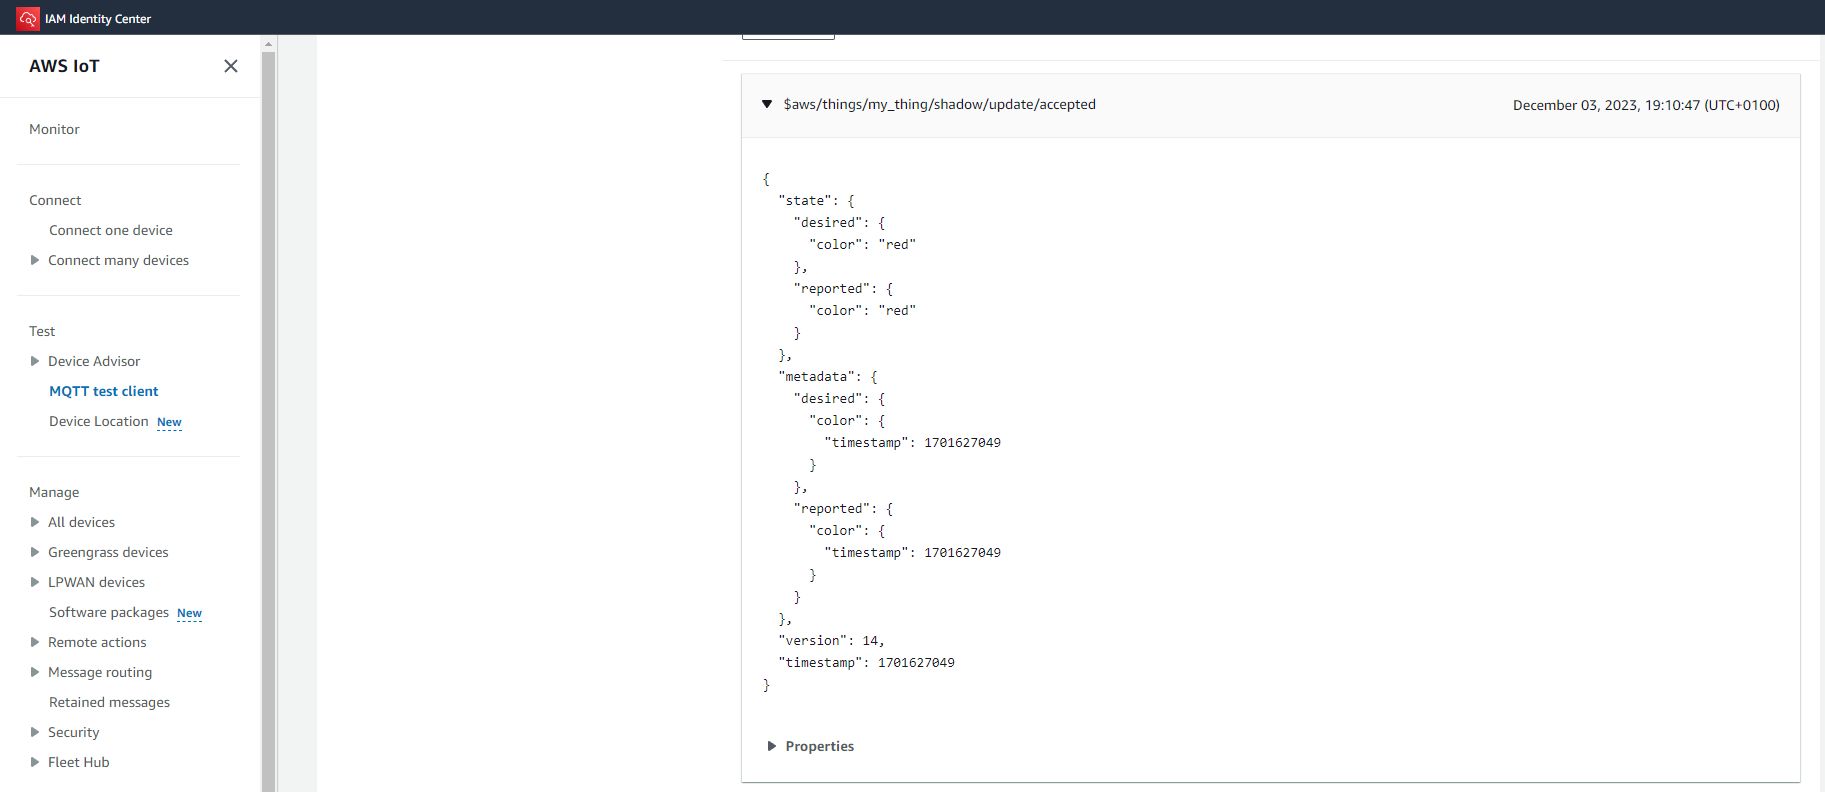 IAM Identity Center
AWS IoT
Monitor
Connect
Connect one device
Connect many devices
Test
Device Advisor
MQTT test client
Device Location New
Manage
All devices
Greengrass devices
LPWAN devices
Software packages New
Remote actions
Message routing
Retained messages
Security
Fleet Hub
$aws/things/my_thing/shadow/update/accepted December 03, 2023, 19:10:47 (UTC+0100)
{
  "state": {
    "desired": {
      "color": "red"
    },
    "reported": {
      "color": "red"
    }
  },
  "metadata": {
    "desired": {
      "color": {
        "timestamp": 1701627049
      }
    },
    "reported": {
      "color": {
        "timestamp": 1701627049
      }
    }
  },
  "version": 14,
  "timestamp": 1701627049
}
Properties